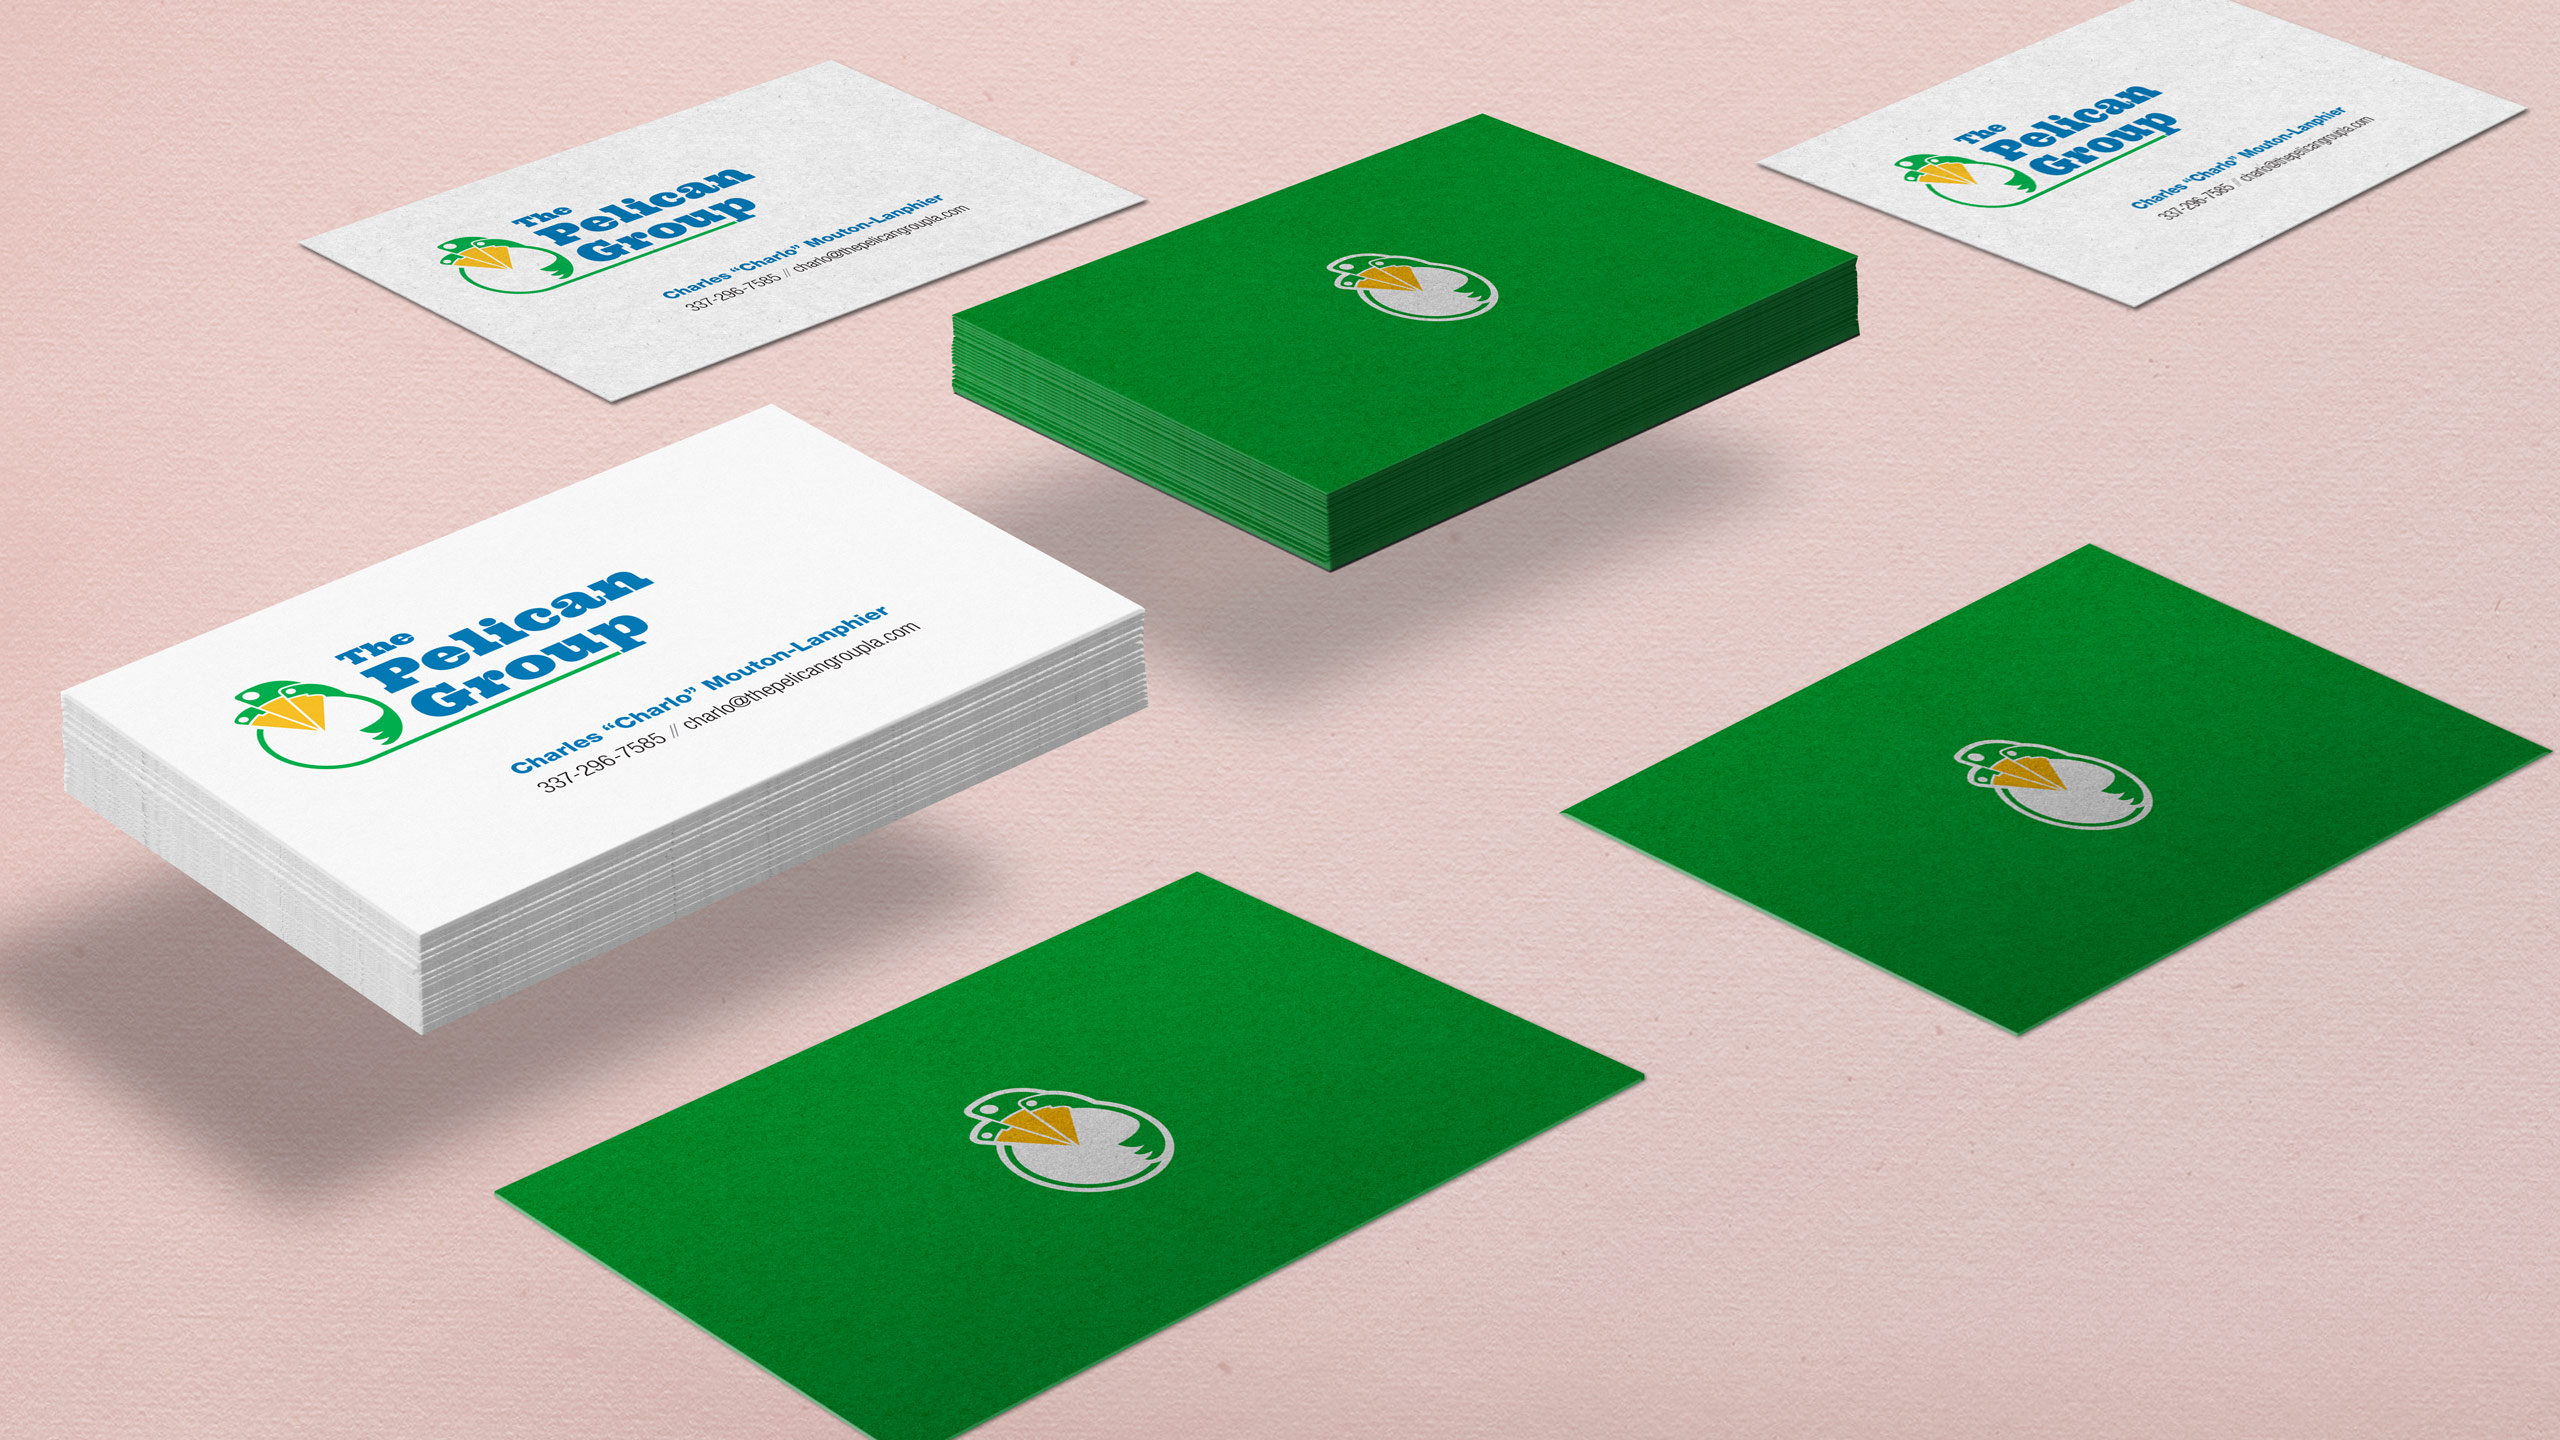 The
Pelican
Group
Charles “Charlo” Mouton-Lanphier
337-296-7585 // charlo@thepelicangroupla.com
The
Pelican
Group
Charles “Charlo” Mouton-Lanphier
337-296-7585 // charlo@thepelicangroupla.com
The
Pelican
Group
Charles “Charlo” Mouton-Lanphier
337-296-7585 // charlo@thepelicangroupla.com